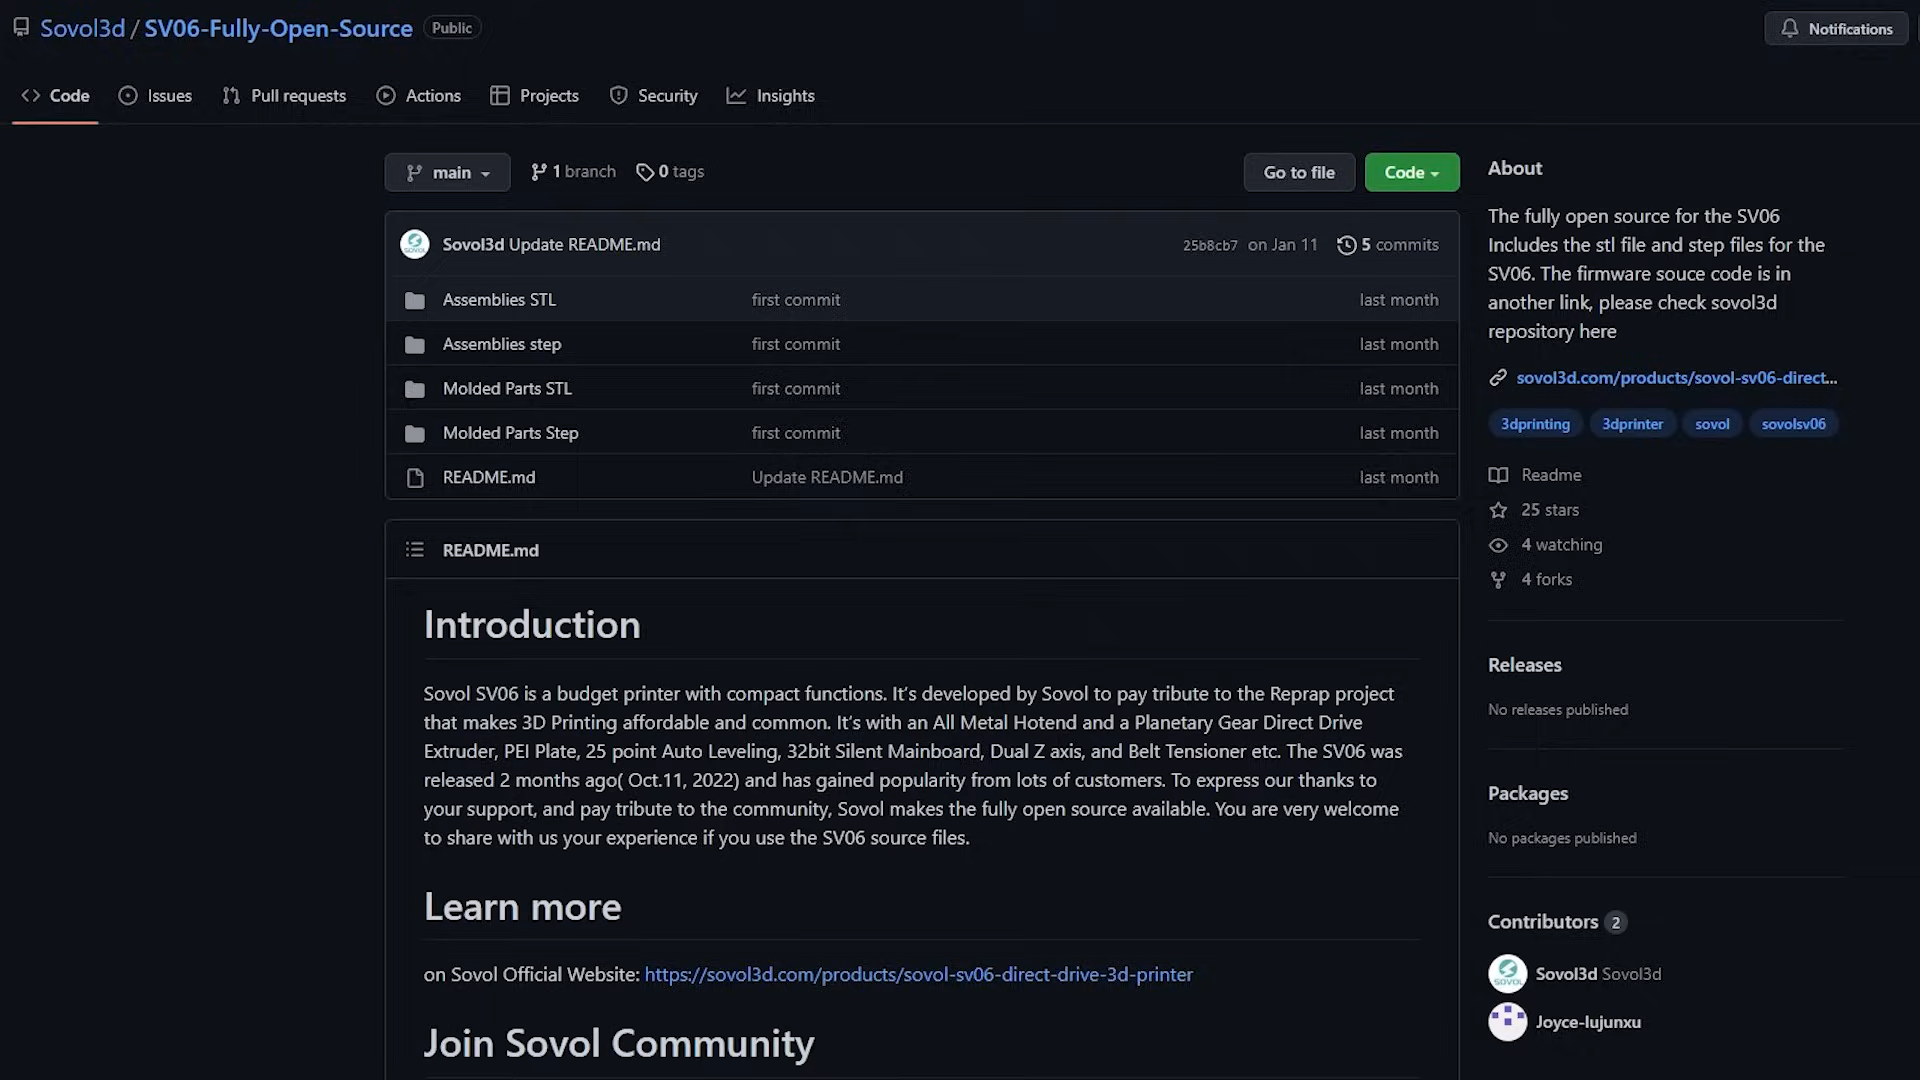 Sovol3d / SV06-Fully-Open-Source Public
Notifications
Code Issues Pull requests Actions Projects Security Insights
main 1 branch 0 tags Go to file Code
Sovol3d Update README.md 25b8cb7 on Jan 11 5 commits
Assemblies STL first commit last month
Assemblies step first commit last month
Molded Parts STL first commit last month
Molded Parts Step first commit last month
README.md Update README.md last month
README.md
Introduction
Sovol SV06 is a budget printer with compact functions. It's developed by Sovol to pay tribute to the Reprap project
that makes 3D Printing affordable and common. It's with an All Metal Hotend and a Planetary Gear Direct Drive
Extruder, PEI Plate, 25 point Auto Leveling, 32bit Silent Mainboard, Dual Z axis, and Belt Tensioner etc. The SV06 was
released 2 months ago( Oct.11, 2022) and has gained popularity from lots of customers. To express our thanks to
your support, and pay tribute to the community, Sovol makes the fully open source available. You are very welcome
to share with us your experience if you use the SV06 source files.
Learn more
on Sovol Official Website: https://sovol3d.com/products/sovol-sv06-direct-drive-3d-printer
Join Sovol Community
About
The fully open source for the SV06
Includes the stl file and step files for the
SV06. The firmware souce code is in
another link, please check sovol3d
repository here
sovol3d.com/products/sovol-sv06-direct...
3dprinting 3dprinter sovol sovolsv06
Readme
25 stars
4 watching
4 forks
Releases
No releases published
Packages
No packages published
Contributors 2
SOVOL Sovol3d Sovol3d
Joyce-lujunxu